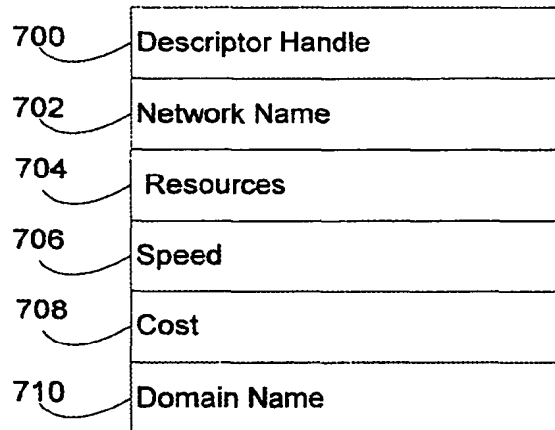 700 Descriptor Handle
702 Network Name
704 Resources
706 Speed
708 Cost
710 Domain Name